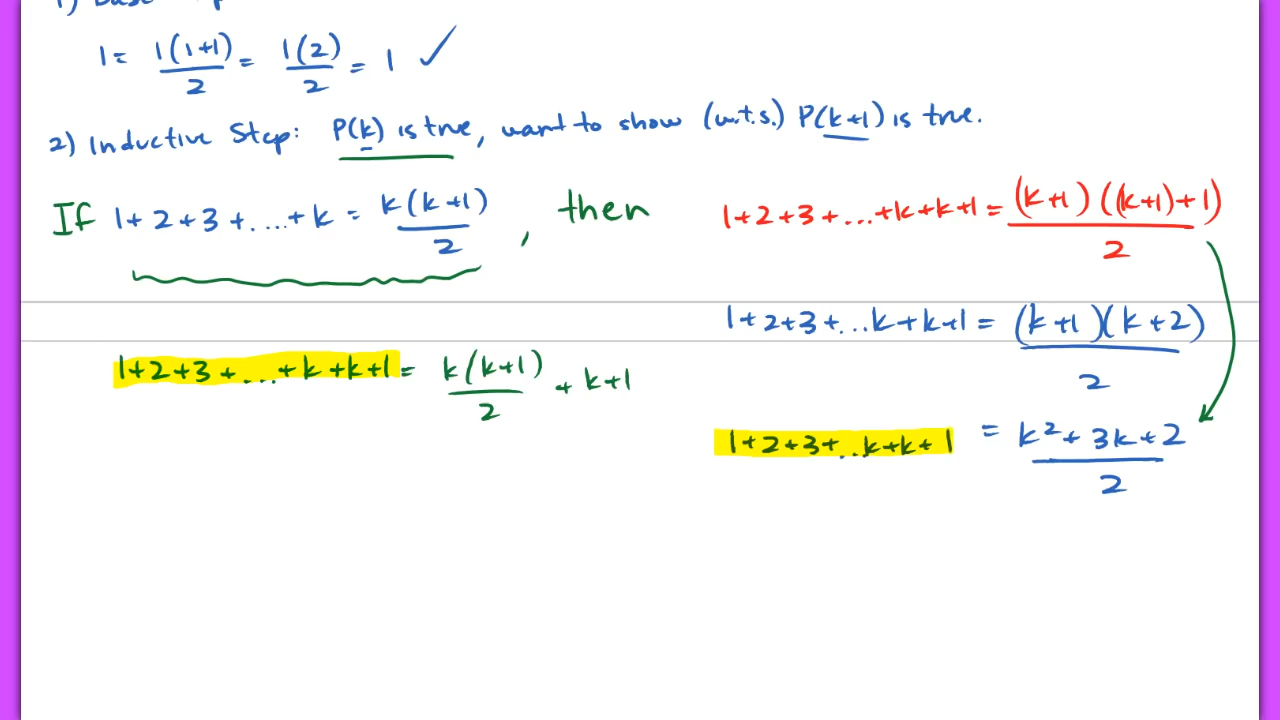 1 = 1(1+1)/2 = 1(2)/2 = 1 ✓
2) Inductive Step: P(k) is true, want to show (w.t.s.) P(k+1) is true.
If 1+2+3+...+k = k(k+1)/2, then
1+2+3+...+k+k+1 = (k+1)((k+1)+1)/2
1+2+3+...k+k+1 = (k+1)(k+2)/2
1+2+3+...+k+k+1 = k(k+1)/2 + k+1
1+2+3+...k+k+1 = k²+3k+2/2